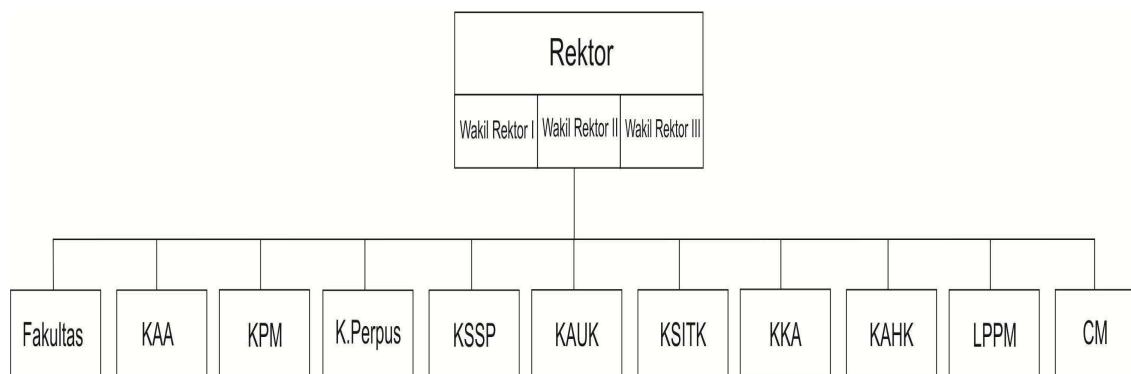 Rektor
Wakil Rektor I
Wakil Rektor II
Wakil Rektor III
Fakultas
KAA
KPM
K.Perpus
KSSP
KAUK
KSITK
KKA
KAHK
LPPM
CM